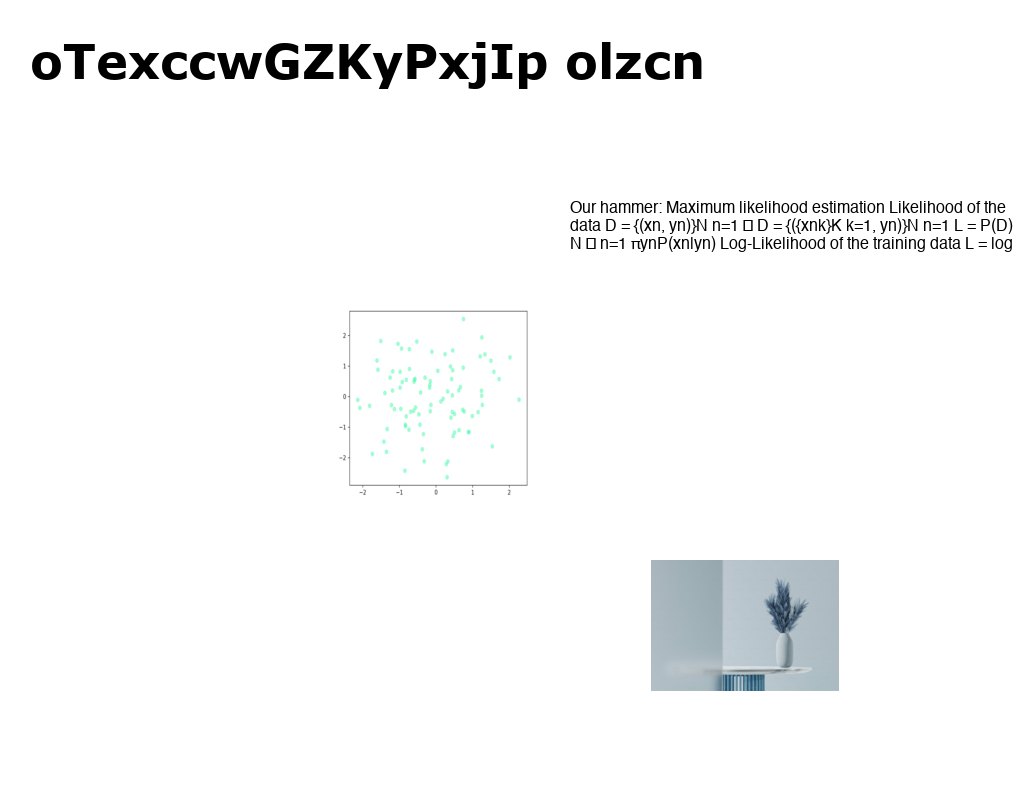 oTexccwGZKyPxjIp olzcn
Our hammer: Maximum likelihood estimation Likelihood of the
data D = {(xn, yn)}N n=1 □ D = {({xnk}K k=1, yn)}N n=1 L = P(D)
N □ n=1 πynP(xn|yn) Log-Likelihood of the training data L = log
2
1
0
−1
−2
−2 −1 0 1 2